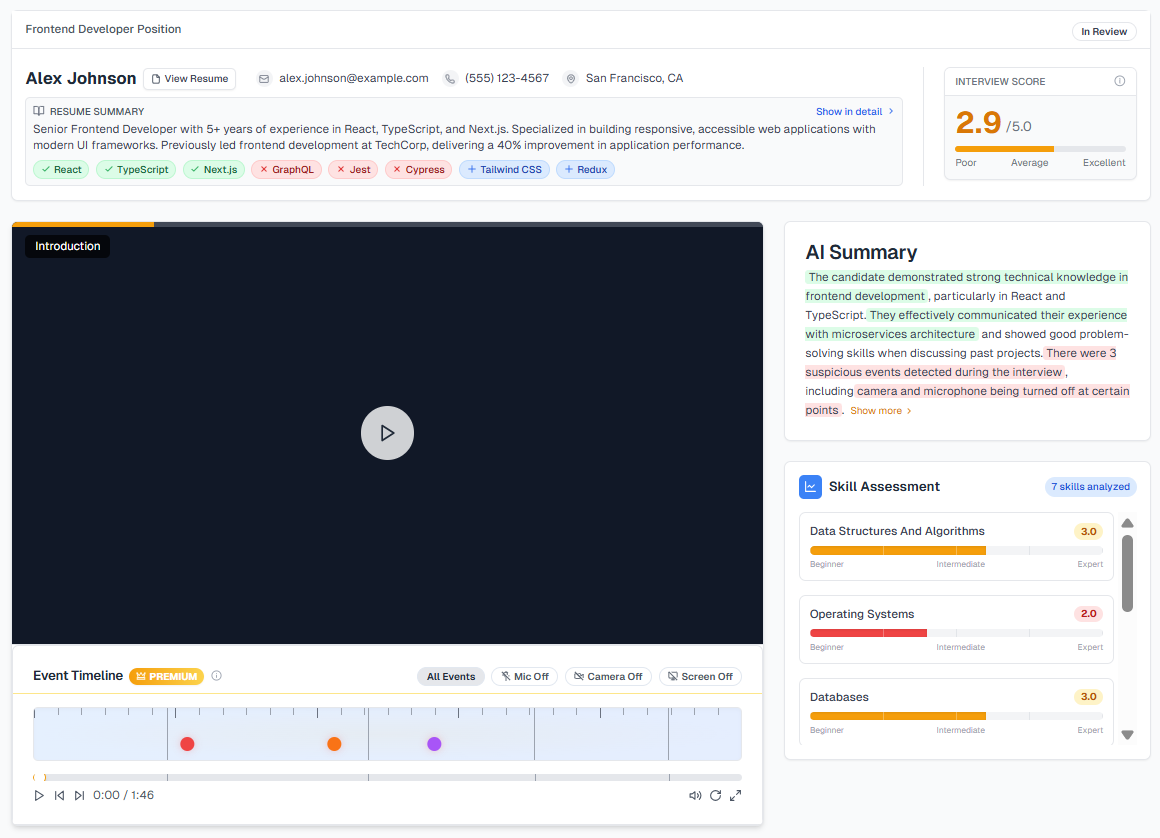 Frontend Developer Position
In Review
Alex Johnson
View Resume
alex.johnson@example.com
(555) 123-4567
San Francisco, CA
RESUME SUMMARY
Show in detail
Senior Frontend Developer with 5+ years of experience in React, TypeScript, and Next.js. Specialized in building responsive, accessible web applications with
modern UI frameworks. Previously led frontend development at TechCorp, delivering a 40% improvement in application performance.
React
TypeScript
Next.js
GraphQL
Jest
Cypress
Tailwind CSS
Redux
INTERVIEW SCORE
2.9 /5.0
Poor
Average
Excellent
Introduction
Event Timeline
PREMIUM
All Events
Mic Off
Camera Off
Screen Off
0:00 / 1:46
AI Summary
The candidate demonstrated strong technical knowledge in
frontend development , particularly in React and
TypeScript. They effectively communicated their experience
with microservices architecture and showed good problem-
solving skills when discussing past projects. There were 3
suspicious events detected during the interview ,
including camera and microphone being turned off at certain
points . Show more
Skill Assessment
7 skills analyzed
Data Structures And Algorithms
3.0
Beginner
Intermediate
Expert
Operating Systems
2.0
Beginner
Intermediate
Expert
Databases
3.0
Beginner
Intermediate
Expert